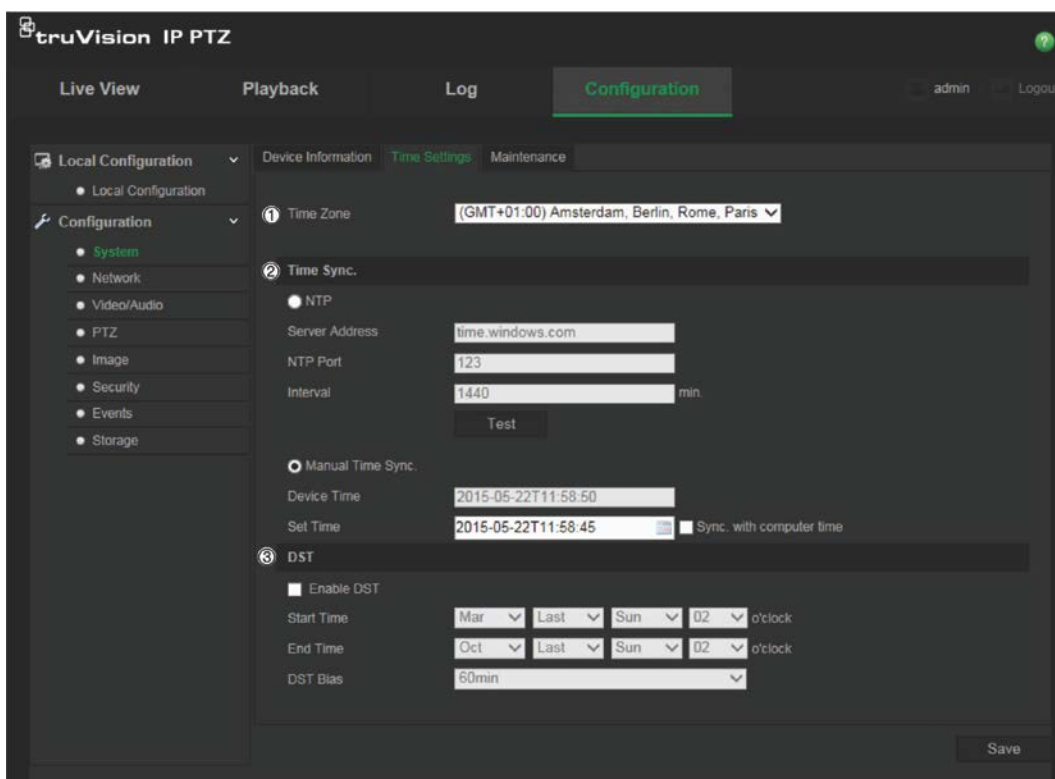 truVision IP PTZ
?
Live View Playback Log Configuration admin Logou
Local Configuration
Local Configuration
Configuration
System
Network
Video/Audio
PTZ
Image
Security
Events
Storage
Device Information Time Settings Maintenance
1 Time Zone (GMT+01:00) Amsterdam, Berlin, Rome, Paris
2 Time Sync.
NTP
Server Address time.windows.com
NTP Port 123
Interval 1440 min.
Test
Manual Time Sync.
Device Time 2015-05-22T11:58:50
Set Time 2015-05-22T11:58:45 Sync. with computer time
3 DST
Enable DST
Start Time Mar Last Sun 02 o'clock
End Time Oct Last Sun 02 o'clock
DST Bias 60min
Save